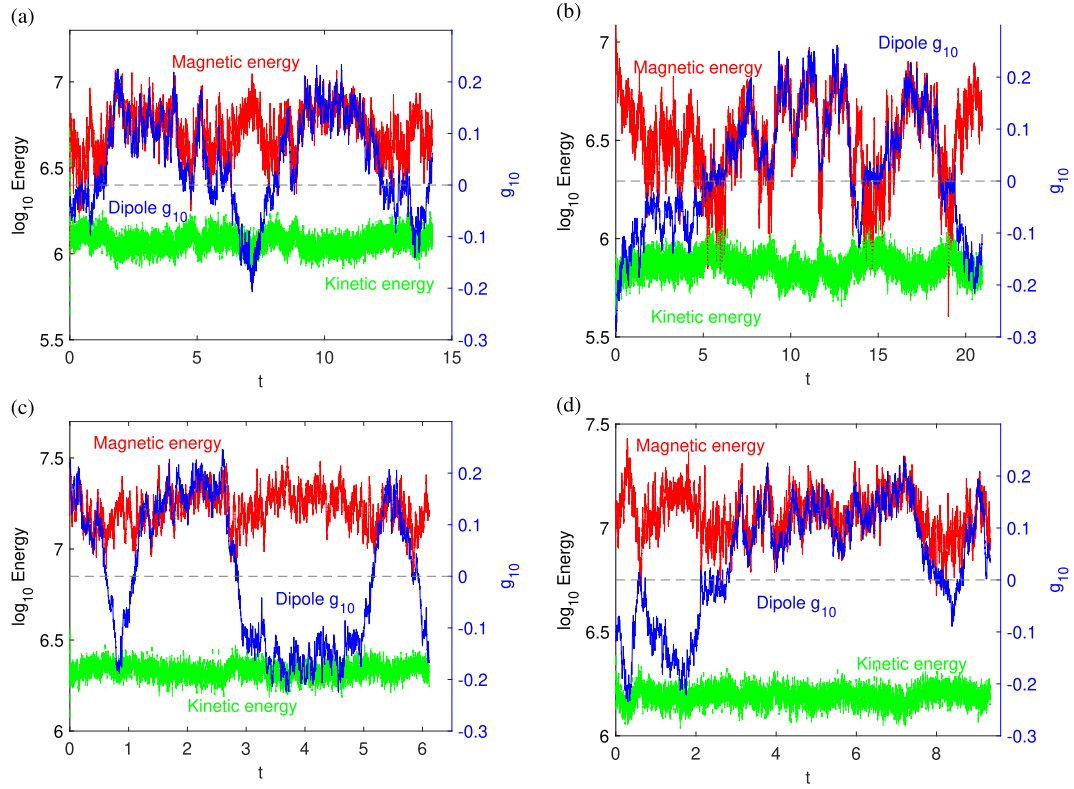 (a)
Magnetic energy
Dipole g10
Kinetic energy
7
6.5
6
5.5
log10 Energy
0.2
0.1
0
-0.1
-0.2
-0.3
g10
0 5 10 15
t
(b)
Dipole g10
Magnetic energy
Kinetic energy
7
6.5
6
5.5
log10 Energy
0.2
0.1
0
-0.1
-0.2
-0.3
g10
0 5 10 15 20
t
(c)
Magnetic energy
Dipole g10
Kinetic energy
7.5
7
6.5
6
log10 Energy
0.2
0.1
0
-0.1
-0.2
-0.3
g10
0 1 2 3 4 5 6
t
(d)
Magnetic energy
Dipole g10
Kinetic energy
7.5
7
6.5
6
log10 Energy
0.2
0.1
0
-0.1
-0.2
-0.3
g10
0 2 4 6 8
t